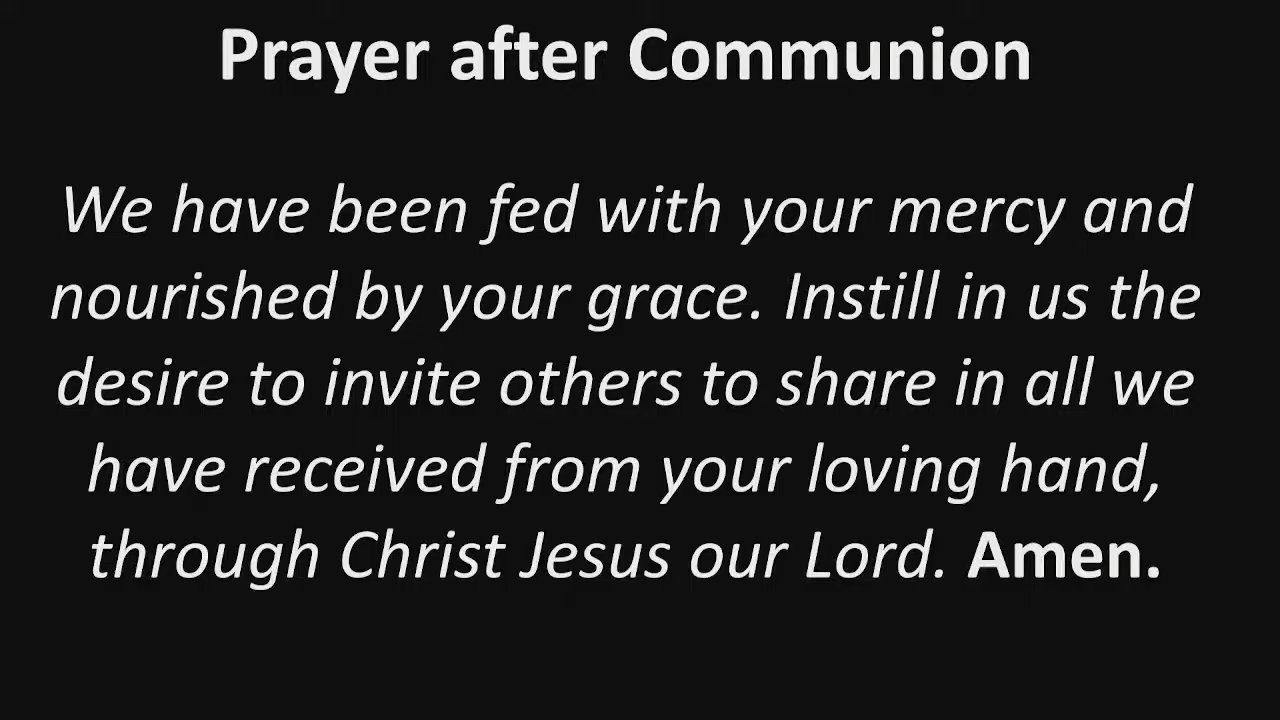 Prayer after Communion
We have been fed with your mercy and
nourished by your grace. Instill in us the
desire to invite others to share in all we
have received from your loving hand,
through Christ Jesus our Lord. Amen.